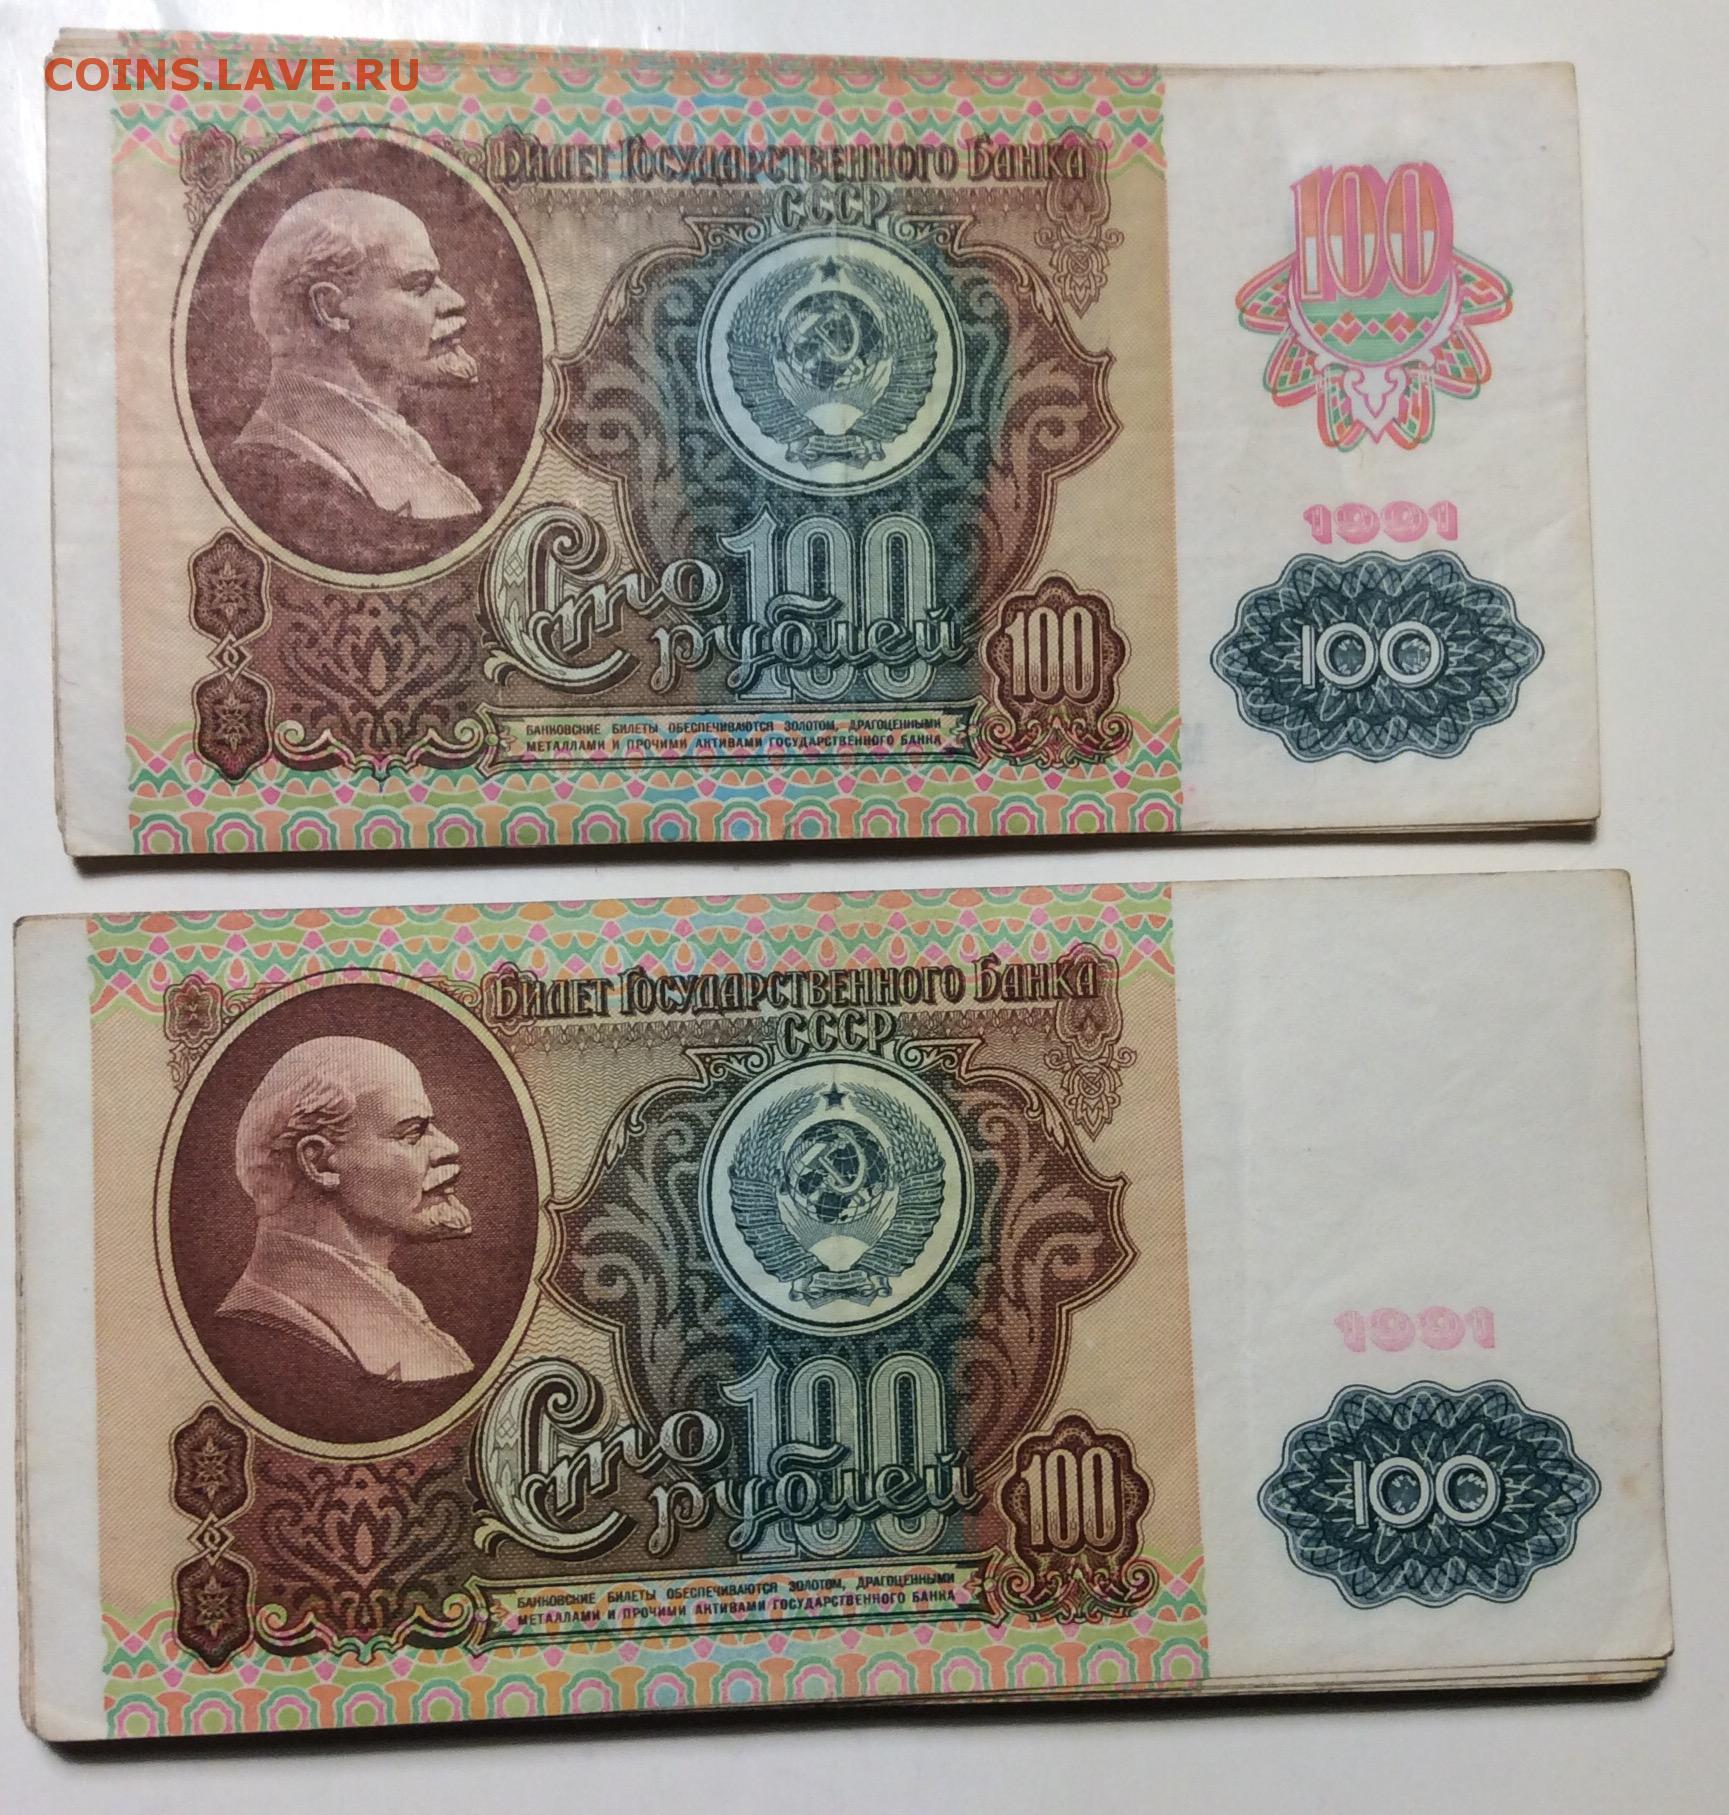 COINS.LAVE.RU
Билет Государственного Банка
СССР
100
1991
Сто
100
рублей
100
100
БАНКОВСКИЕ БИЛЕТЫ ОБЕСПЕЧИВАЮТСЯ ЗОЛОТОМ, ДРАГОЦЕННЫМИ
МЕТАЛЛАМИ И ПРОЧИМИ АКТИВАМИ ГОСУДАРСТВЕННОГО БАНКА
Билет Государственного Банка
СССР
1991
Сто
100
рублей
100
100
БАНКОВСКИЕ БИЛЕТЫ ОБЕСПЕЧИВАЮТСЯ ЗОЛОТОМ, ДРАГОЦЕННЫМИ
МЕТАЛЛАМИ И ПРОЧИМИ АКТИВАМИ ГОСУДАРСТВЕННОГО БАНКА